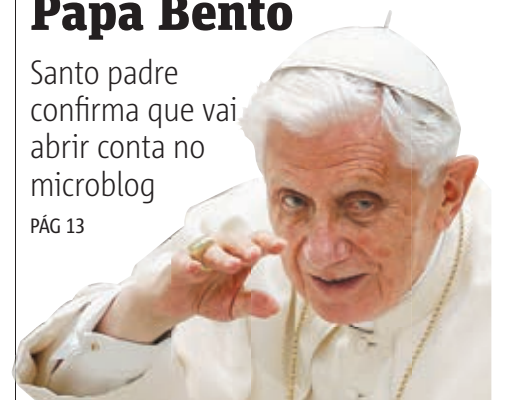 Papa Bento
Santo padre
confirma que vai
abrir conta no
microblog
PÁG 13